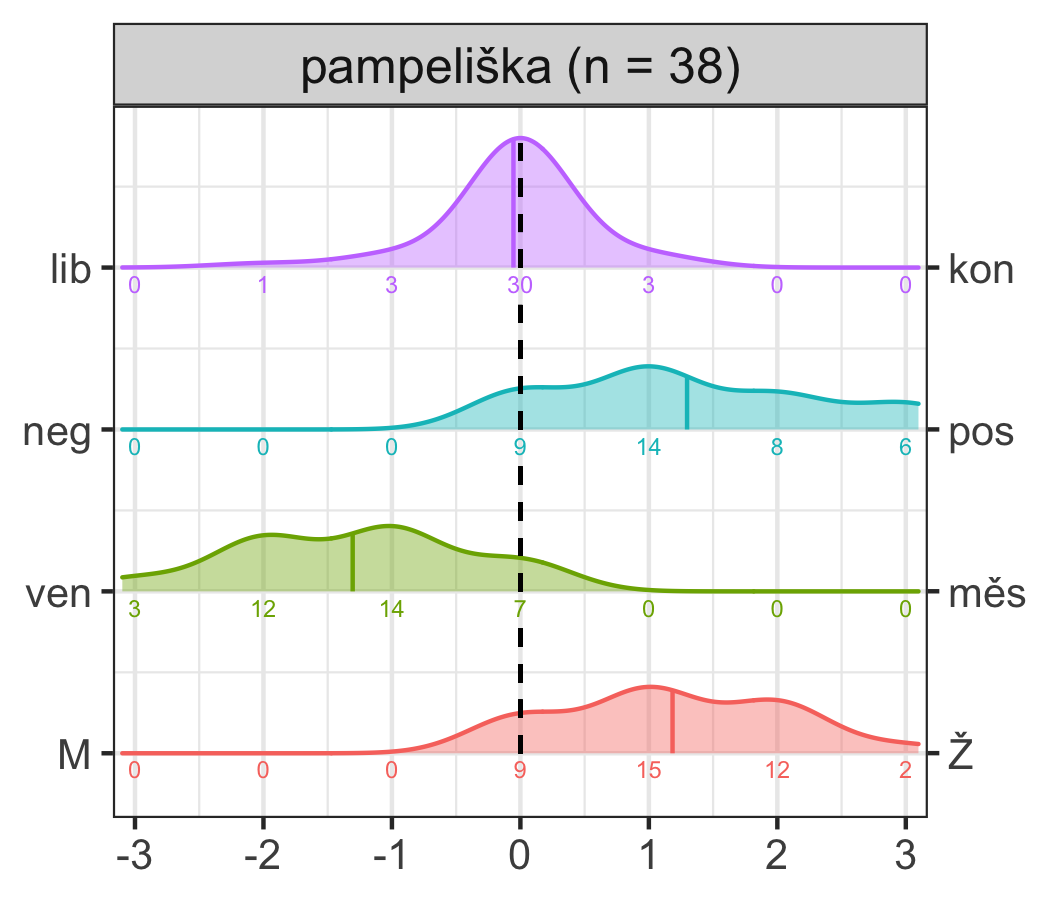 pampeliška (n = 38)
lib kon
0 1 3 30 3 0 0
neg pos
0 0 0 9 14 8 6
ven měs
3 12 14 7 0 0 0
M Ž
0 0 0 9 15 12 2
-3 -2 -1 0 1 2 3